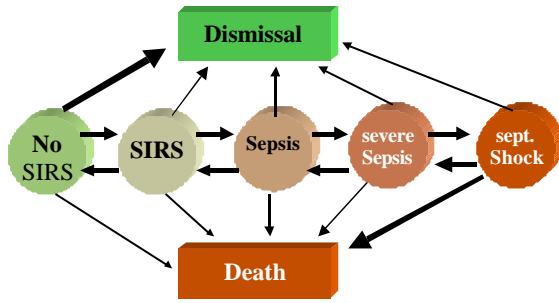 Dismissal
No
SIRS
SIRS
Sepsis
severe
Sepsis
sept.
Shock
Death